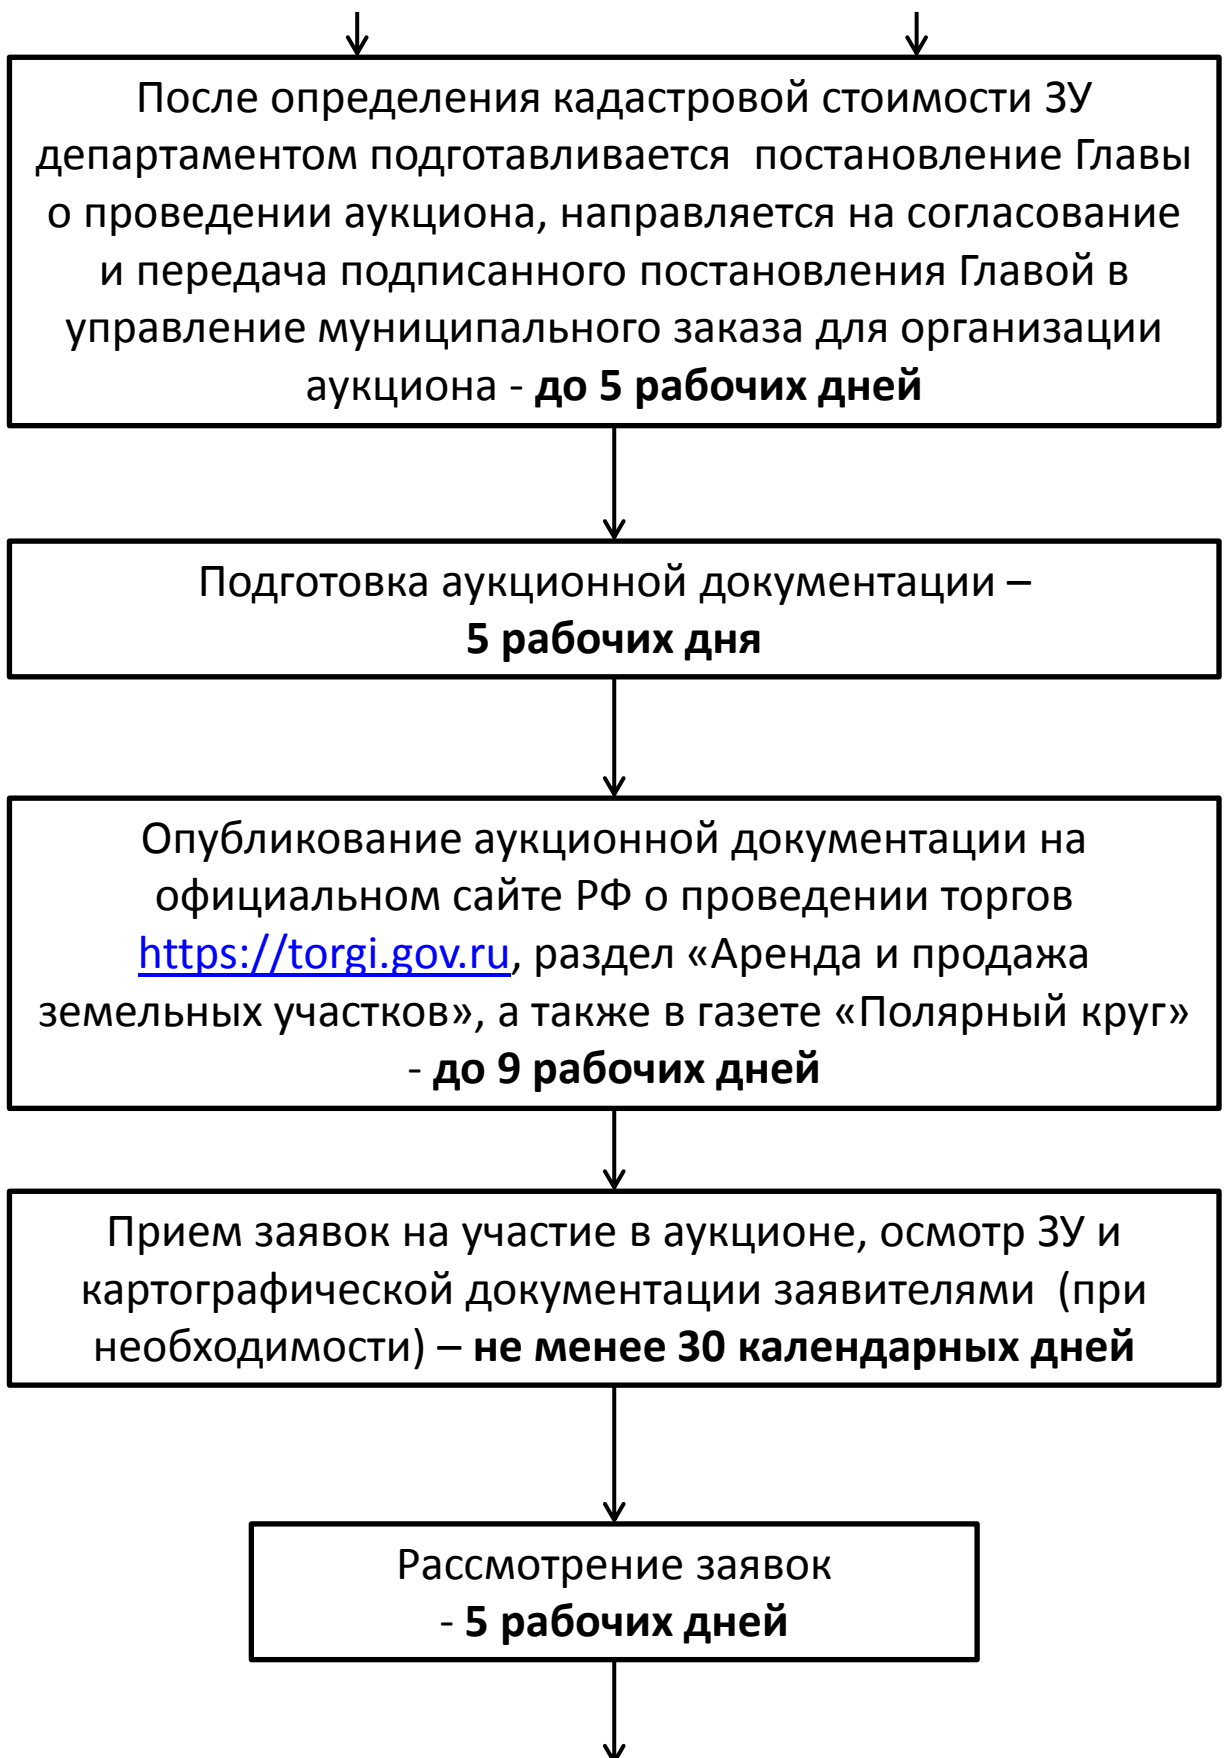 После определения кадастровой стоимости ЗУ
департаментом подготавливается  постановление Главы
о проведении аукциона, направляется на согласование
и передача подписанного постановления Главой в
управление муниципального заказа для организации
аукциона - до 5 рабочих дней
Подготовка аукционной документации –
5 рабочих дня
Опубликование аукционной документации на
официальном сайте РФ о проведении торгов
https://torgi.gov.ru, раздел «Аренда и продажа
земельных участков», а также в газете «Полярный круг»
- до 9 рабочих дней
Прием заявок на участие в аукционе, осмотр ЗУ и
картографической документации заявителями  (при
необходимости) – не менее 30 календарных дней
Рассмотрение заявок
- 5 рабочих дней